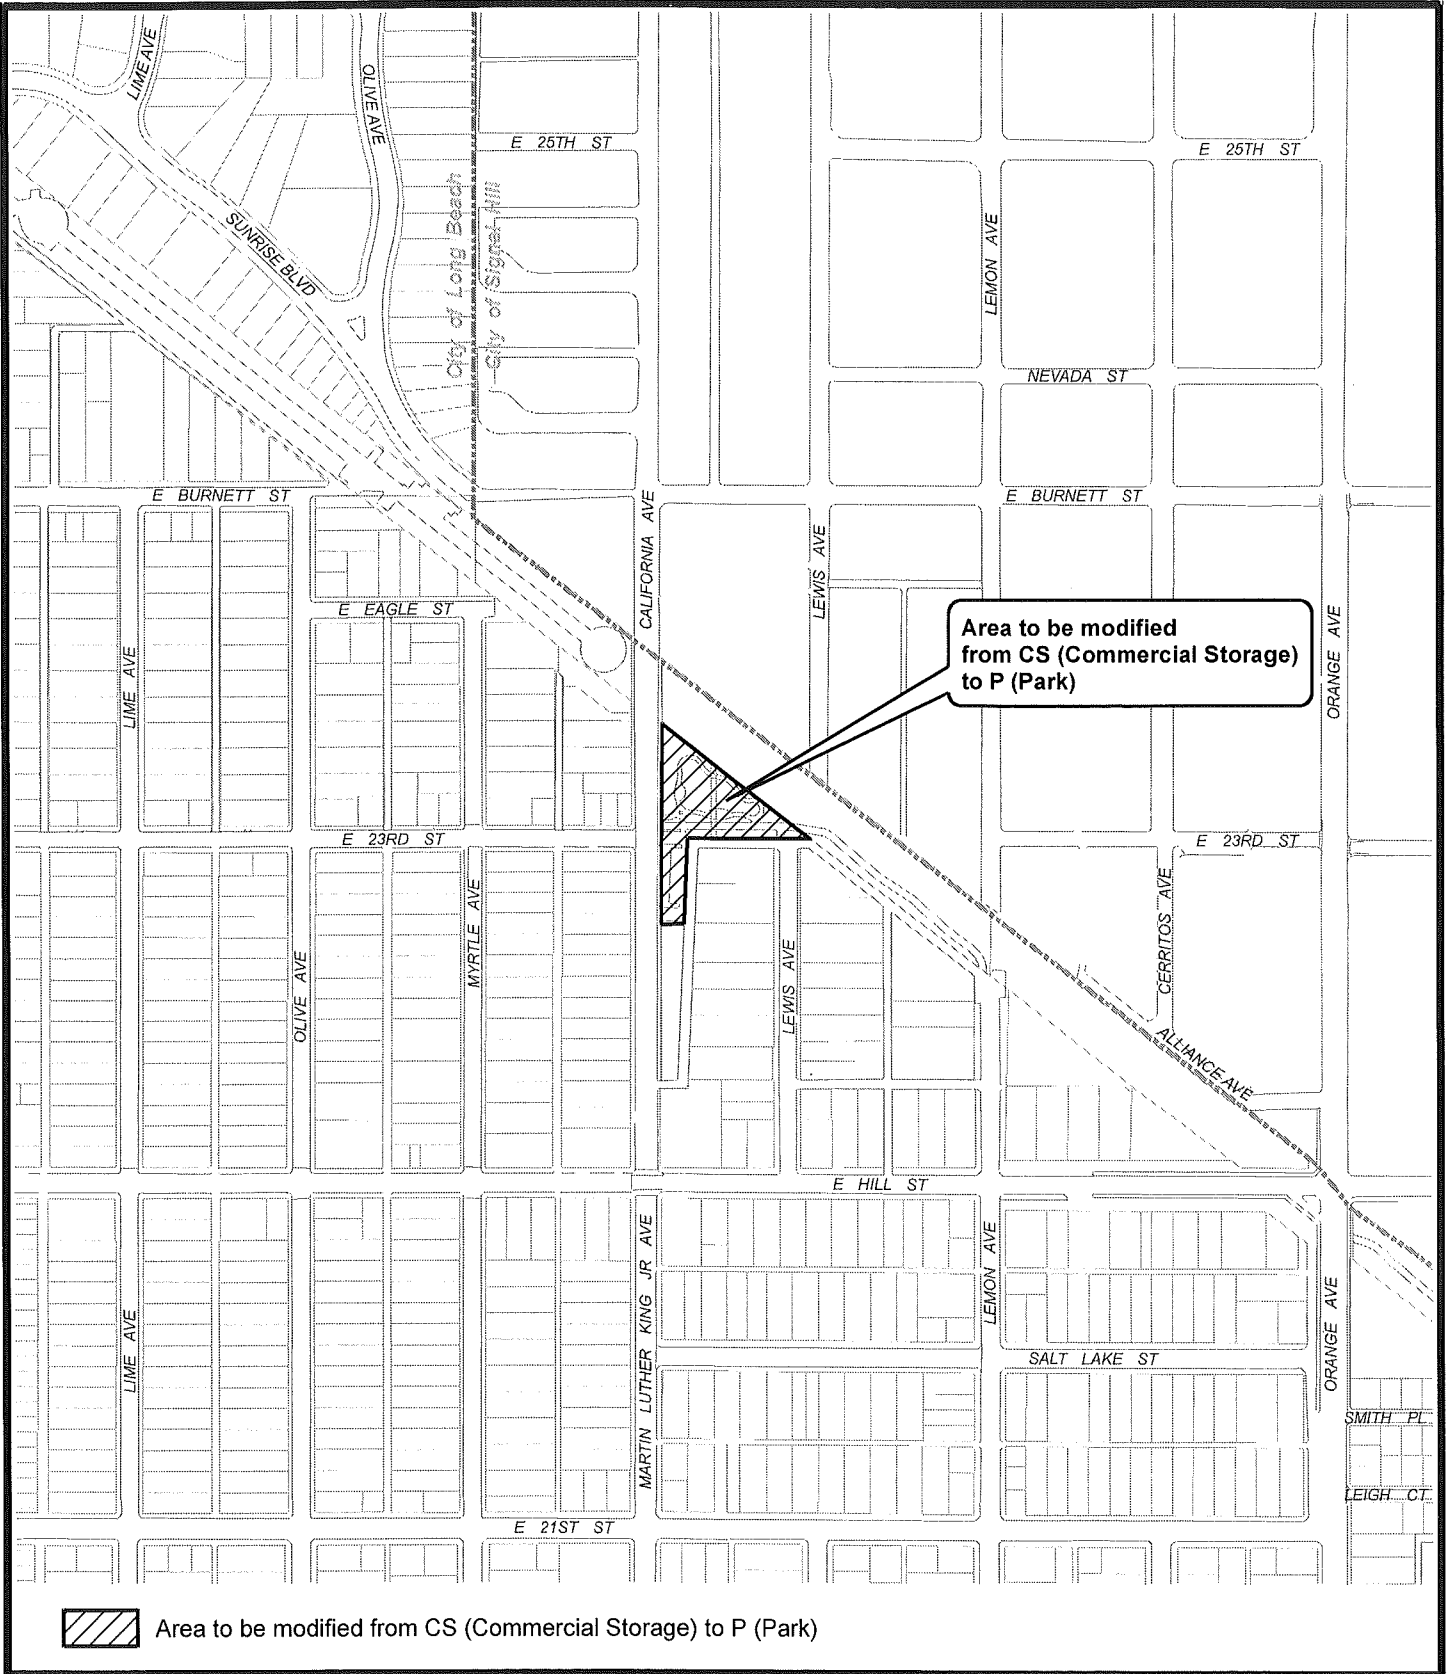 LIME AVE
OLIVE AVE
E 25TH ST
E 25TH ST
SUNRISE BLVD
City of Long Beach
City of Signal Hill
LEMON AVE
NEVADA ST
E BURNETT ST
CALIFORNIA AVE
E BURNETT ST
LEWIS AVE
E EAGLE ST
Area to be modified
from CS (Commercial Storage)
to P (Park)
ORANGE AVE
LIME AVE
E 23RD ST
E 23RD ST
MYRTLE AVE
CERRITOS AVE
OLIVE AVE
LEWIS AVE
ALLIANCE AVE
E HILL ST
MARTIN LUTHER KING JR AVE
LEMON AVE
ORANGE AVE
LIME AVE
SALT LAKE ST
SMITH PL
LEIGH CT
E 21ST ST
Area to be modified from CS (Commercial Storage) to P (Park)